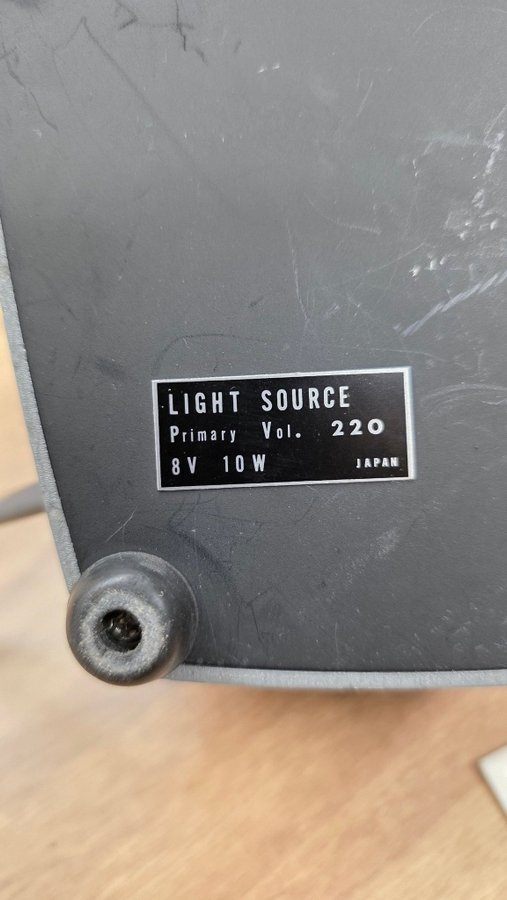 LIGHT SOURCE
Primary Vol. 220
8V 10W JAPAN